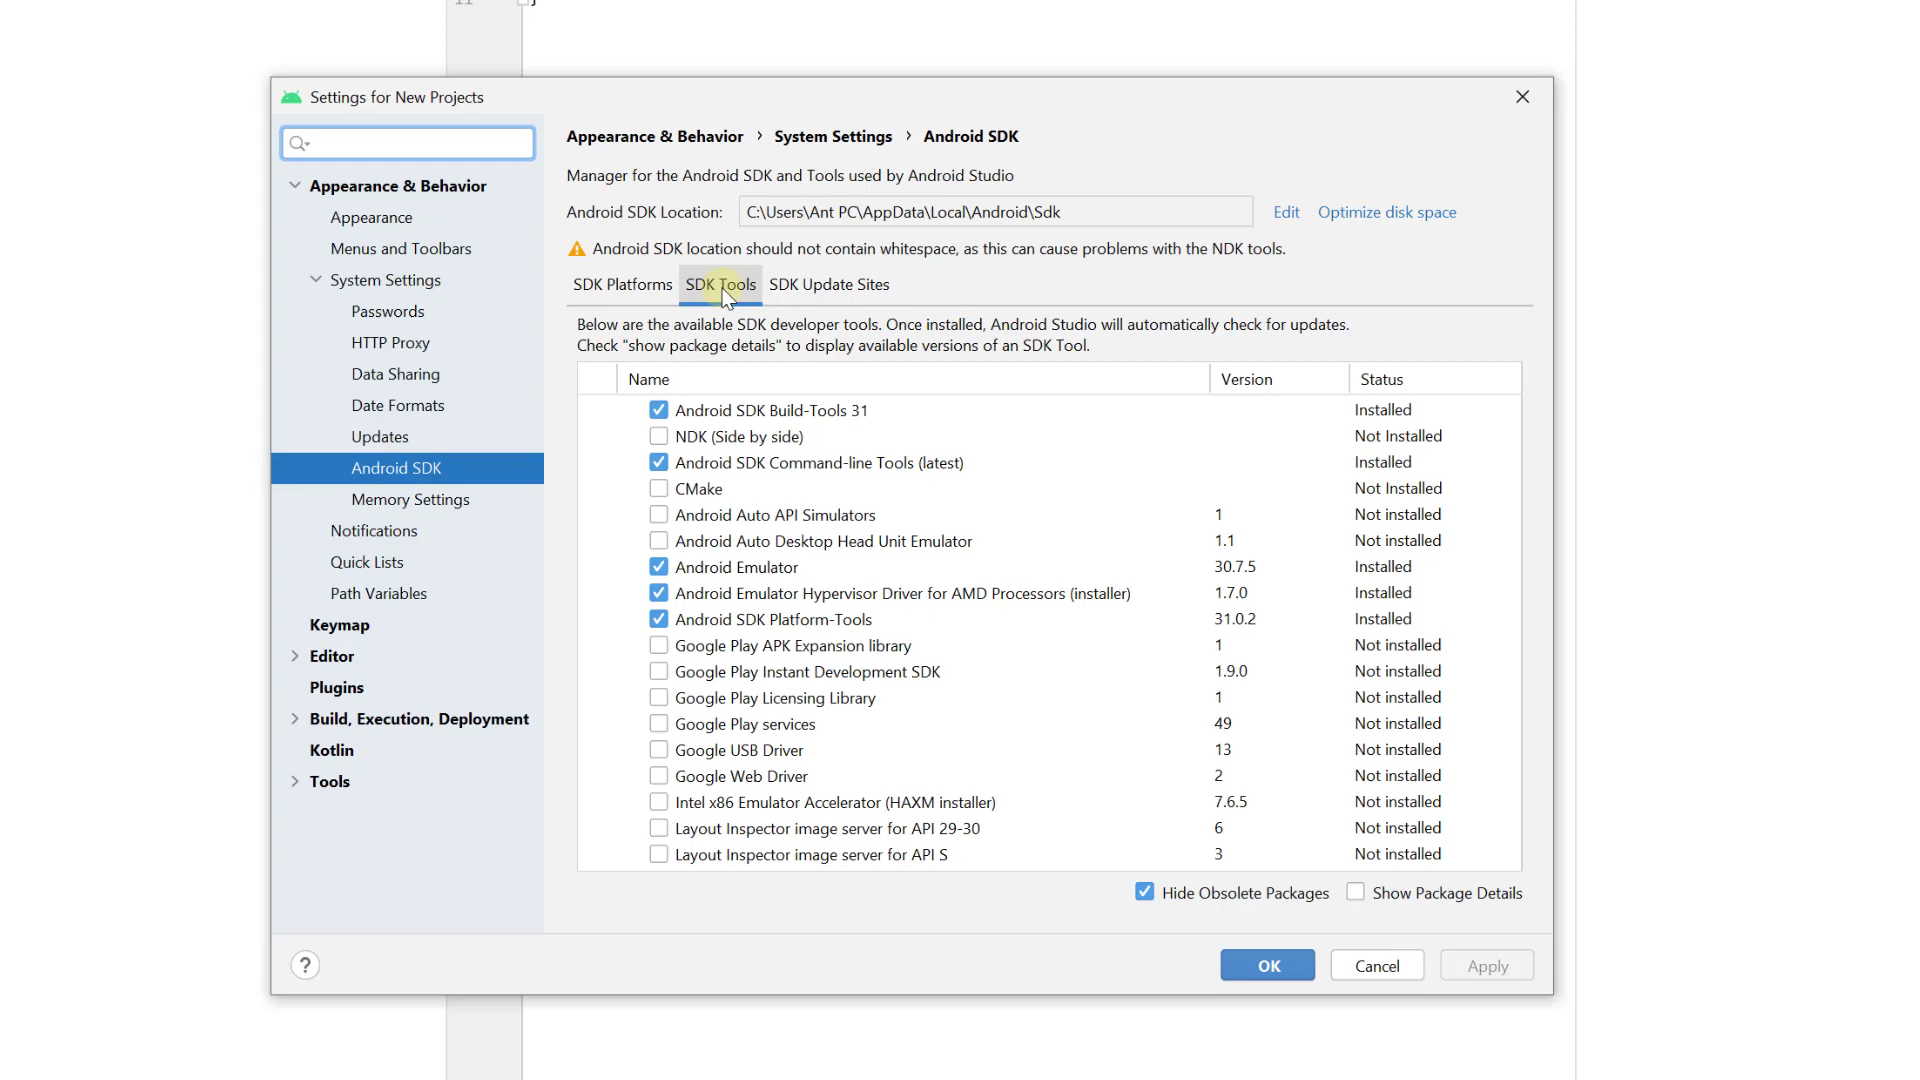 11
Settings for New Projects
Appearance & Behavior
Appearance
Menus and Toolbars
System Settings
Passwords
HTTP Proxy
Data Sharing
Date Formats
Updates
Android SDK
Memory Settings
Notifications
Quick Lists
Path Variables
Keymap
Editor
Plugins
Build, Execution, Deployment
Kotlin
Tools
Appearance & Behavior › System Settings › Android SDK
Manager for the Android SDK and Tools used by Android Studio
Android SDK Location: C:\Users\Ant PC\AppData\Local\Android\Sdk Edit Optimize disk space
Android SDK location should not contain whitespace, as this can cause problems with the NDK tools.
SDK Platforms SDK Tools SDK Update Sites
Below are the available SDK developer tools. Once installed, Android Studio will automatically check for updates.
Check "show package details" to display available versions of an SDK Tool.
Name Version Status
Android SDK Build-Tools 31 Installed
NDK (Side by side) Not Installed
Android SDK Command-line Tools (latest) Installed
CMake Not Installed
Android Auto API Simulators 1 Not installed
Android Auto Desktop Head Unit Emulator 1.1 Not installed
Android Emulator 30.7.5 Installed
Android Emulator Hypervisor Driver for AMD Processors (installer) 1.7.0 Installed
Android SDK Platform-Tools 31.0.2 Installed
Google Play APK Expansion library 1 Not installed
Google Play Instant Development SDK 1.9.0 Not installed
Google Play Licensing Library 1 Not installed
Google Play services 49 Not installed
Google USB Driver 13 Not installed
Google Web Driver 2 Not installed
Intel x86 Emulator Accelerator (HAXM installer) 7.6.5 Not installed
Layout Inspector image server for API 29-30 6 Not installed
Layout Inspector image server for API S 3 Not installed
Hide Obsolete Packages Show Package Details
? OK Cancel Apply